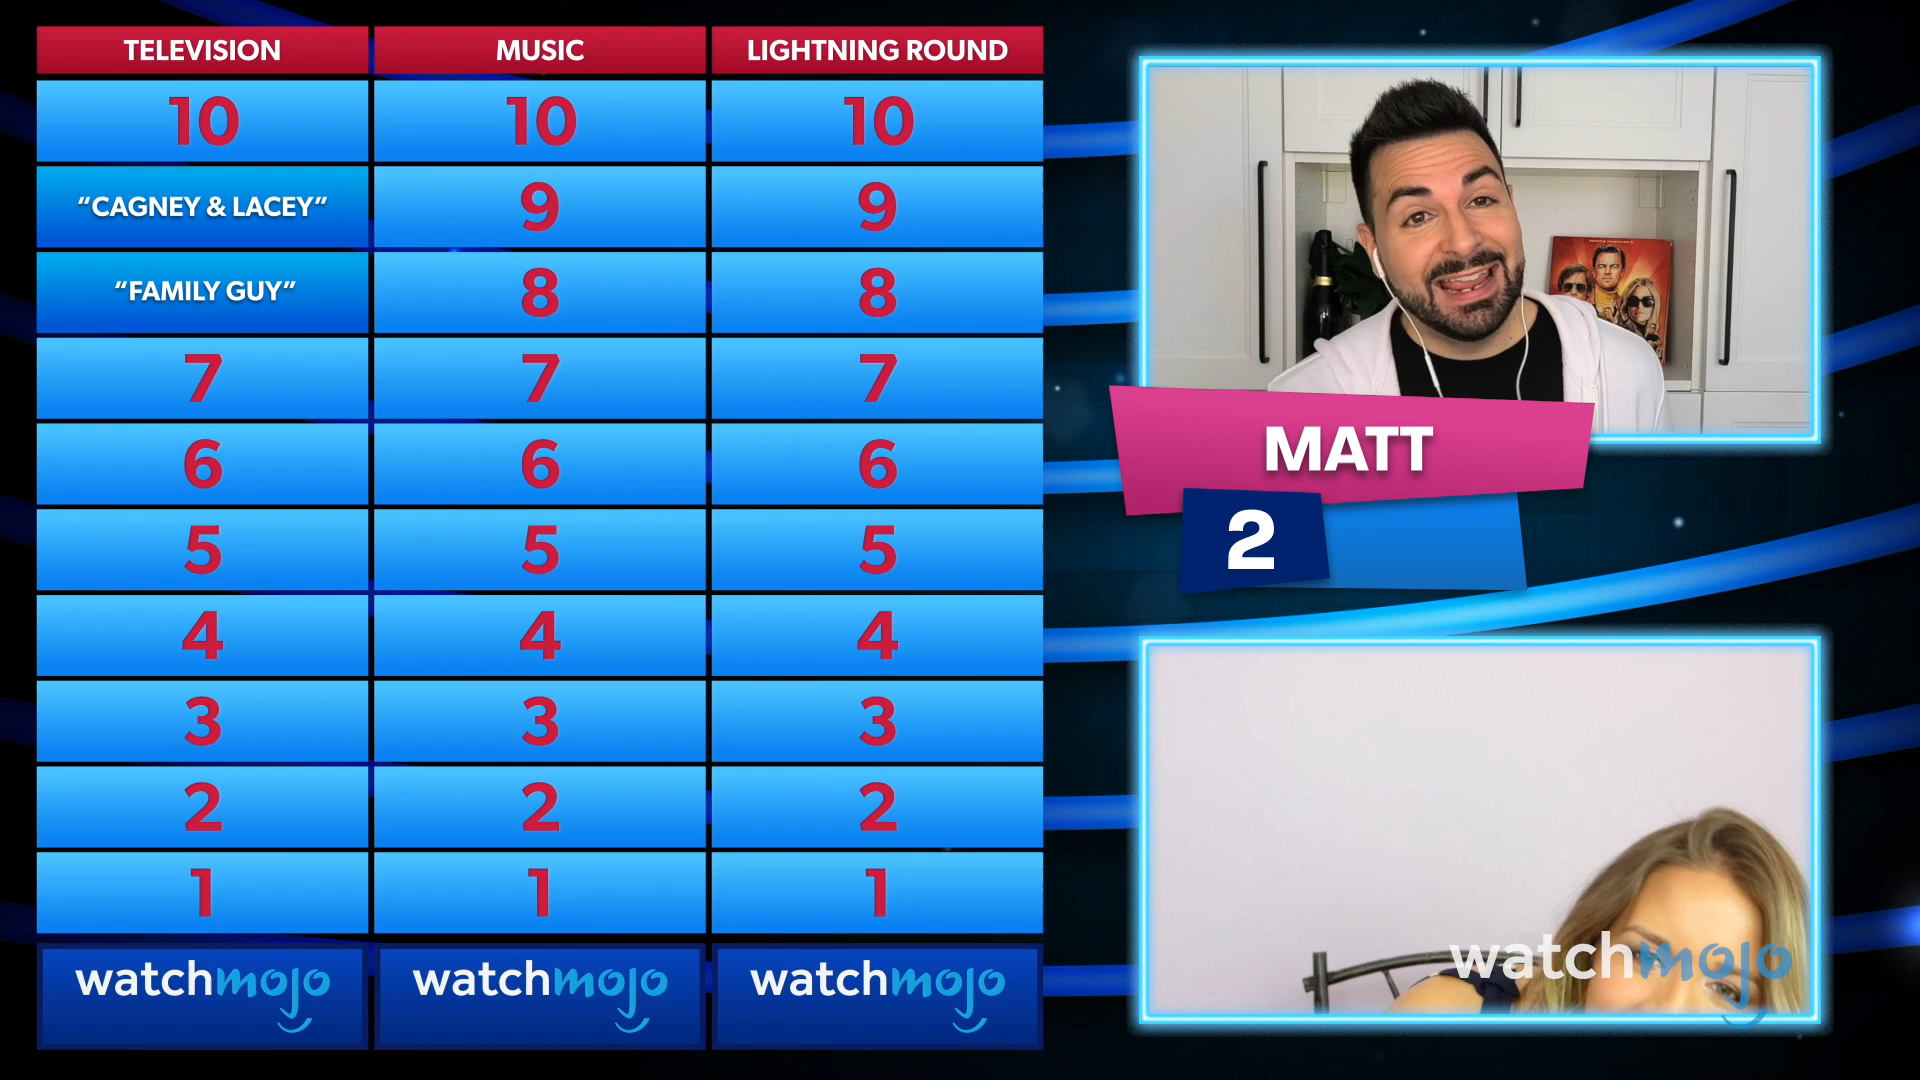 TELEVISION MUSIC LIGHTNING ROUND
10 10 10
“CAGNEY & LACEY” 9 9
“FAMILY GUY” 8 8
7 7 7
6 6 6
5 5 5
4 4 4
3 3 3
2 2 2
1 1 1
watchmojo watchmojo watchmojo
MATT
2
watchmojo